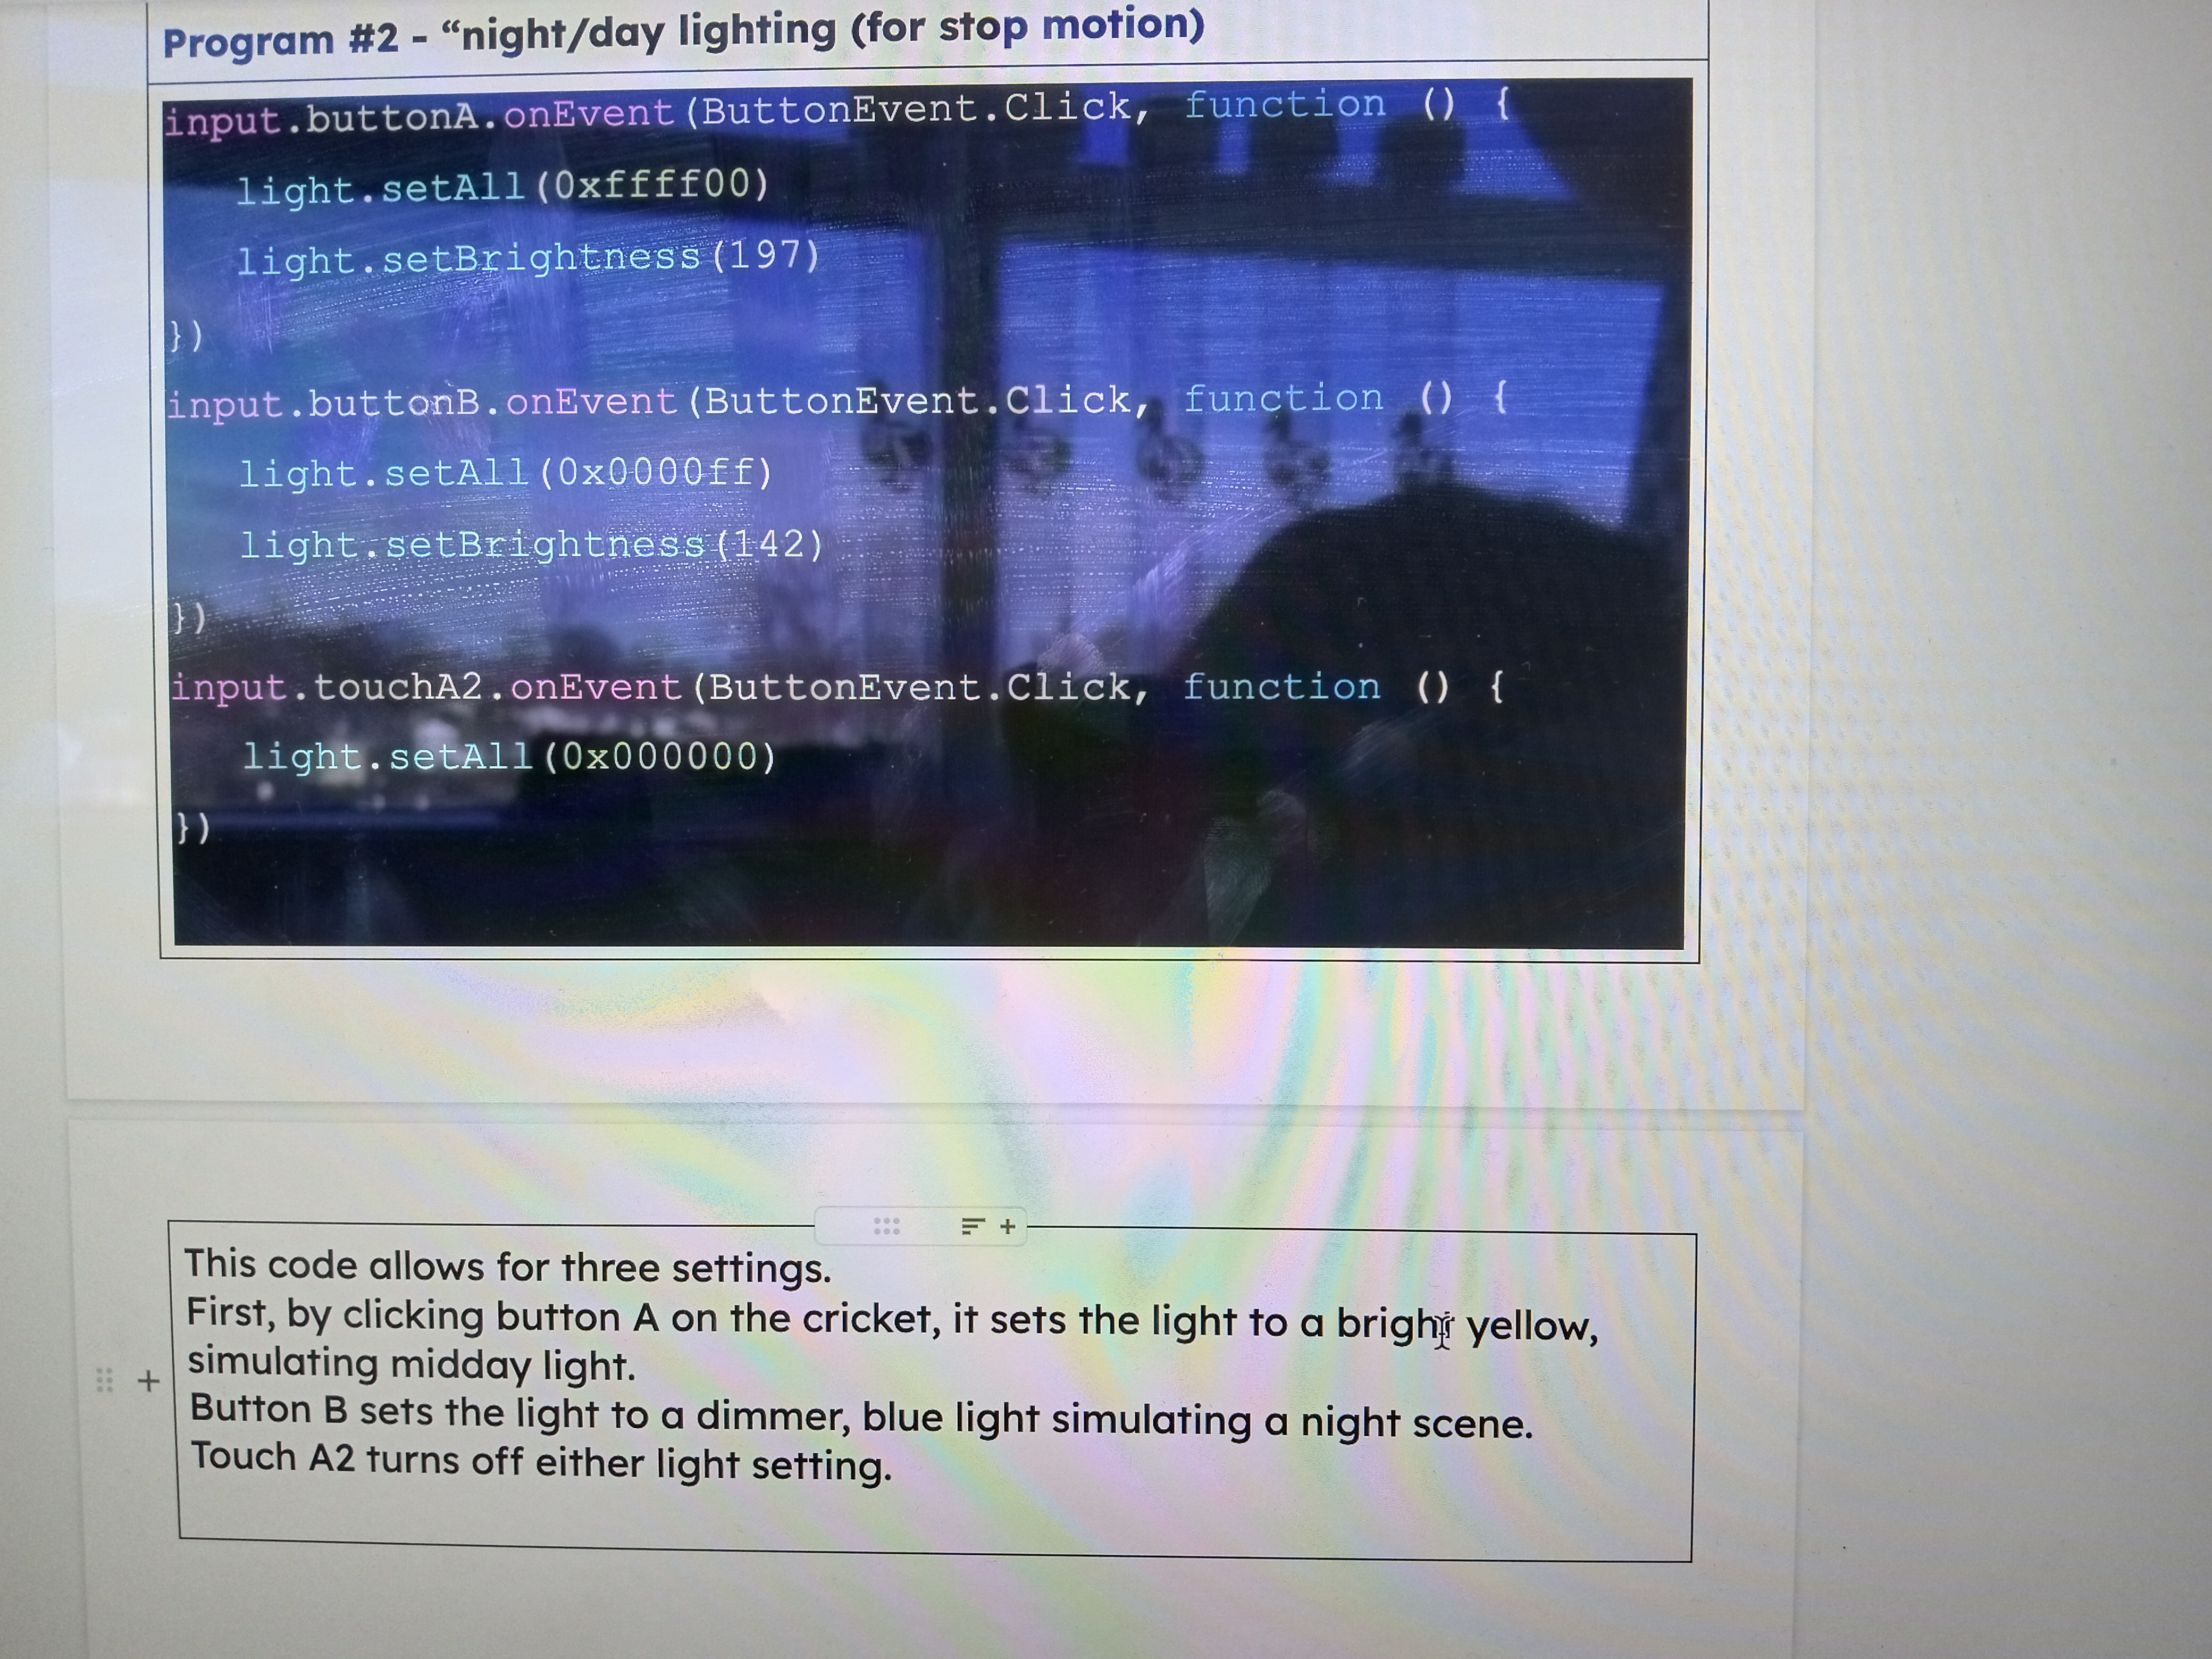 Program #2 - “night/day lighting (for stop motion)
input.buttonA.onEvent(ButtonEvent.Click, function () {
light.setAll(0xffff00)
light.setBrightness(197)
})
input.buttonB.onEvent(ButtonEvent.Click, function () {
light.setAll(0x0000ff)
light.setBrightness(142)
})
input.touchA2.onEvent(ButtonEvent.Click, function () {
light.setAll(0x000000)
})
This code allows for three settings.
First, by clicking button A on the cricket, it sets the light to a bright yellow,
simulating midday light.
Button B sets the light to a dimmer, blue light simulating a night scene.
Touch A2 turns off either light setting.